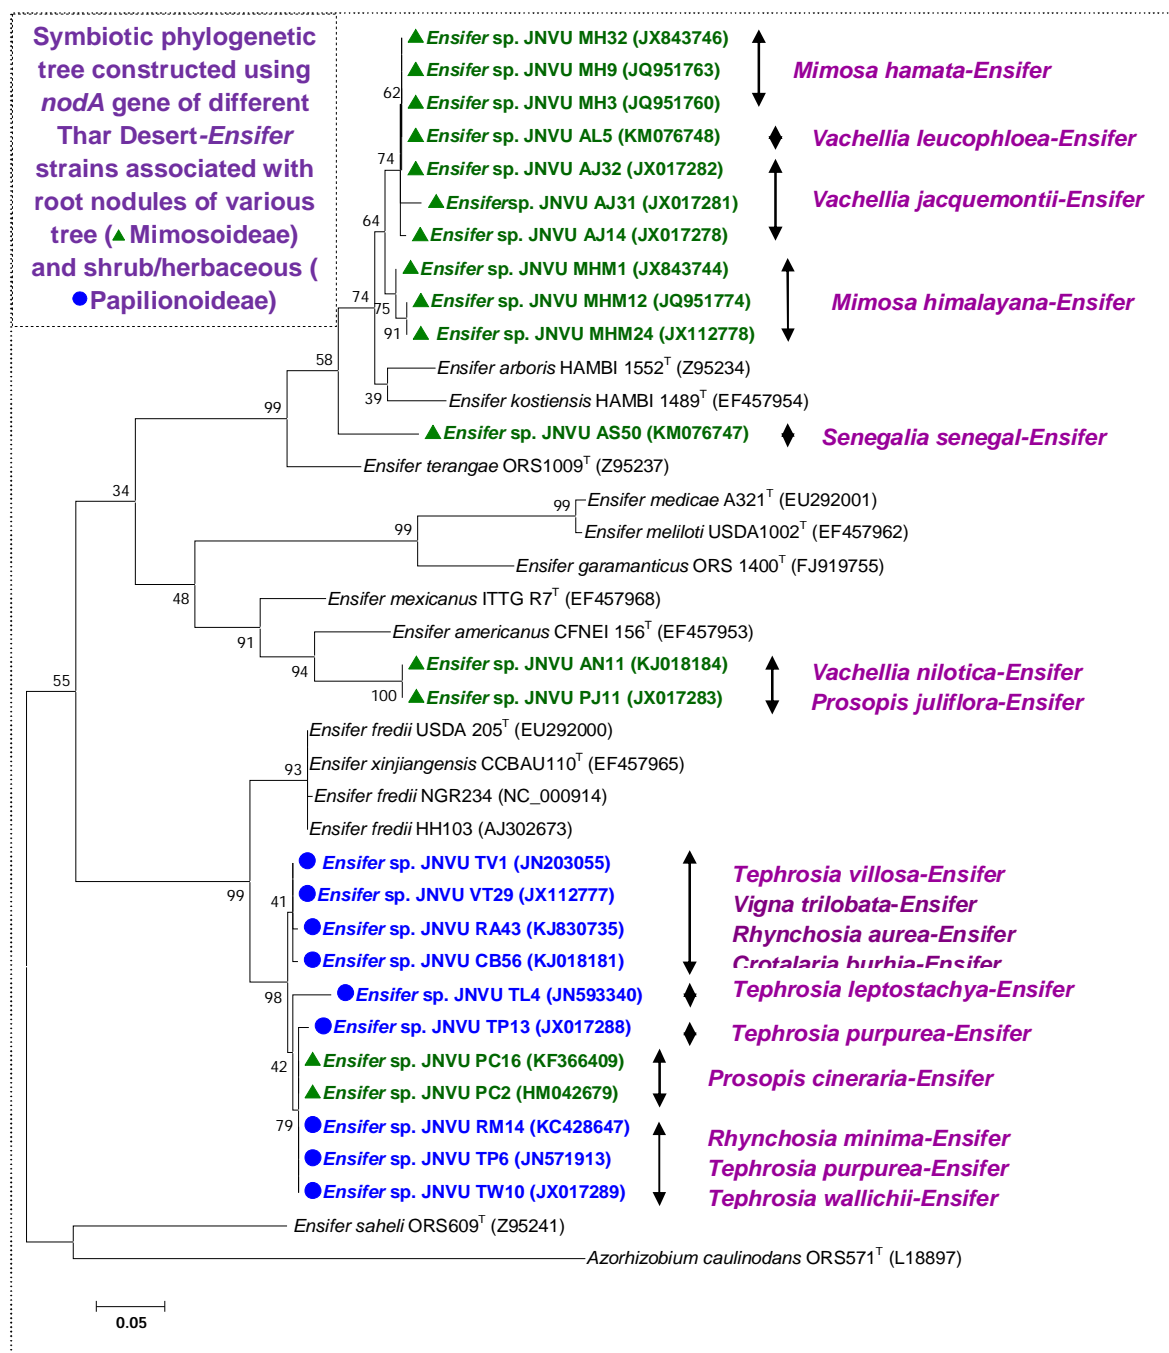 Symbiotic phylogenetic
tree constructed using
nodA gene of different
Thar Desert-Ensifer
strains associated with
root nodules of various
tree (▲Mimosoideae)
and shrub/herbaceous (
●Papilionoideae)
Ensifer sp. JNVU MH32 (JX843746)
Ensifer sp. JNVU MH9 (JQ951763)
Mimosa hamata-Ensifer
62
Ensifer sp. JNVU MH3 (JQ951760)
Ensifer sp. JNVU AL5 (KM076748)
Vachellia leucophloea-Ensifer
74
Ensifer sp. JNVU AJ32 (JX017282)
Ensifersp. JNVU AJ31 (JX017281)
Vachellia jacquemontii-Ensifer
64
Ensifer sp. JNVU AJ14 (JX017278)
Ensifer sp. JNVU MHM1 (JX843744)
74
75
Ensifer sp. JNVU MHM12 (JQ951774)
Mimosa himalayana-Ensifer
91
Ensifer sp. JNVU MHM24 (JX112778)
58
Ensifer arboris HAMBI 1552T (Z95234)
39
Ensifer kostiensis HAMBI 1489T (EF457954)
99
Ensifer sp. JNVU AS50 (KM076747)
Senegalia senegal-Ensifer
Ensifer terangae ORS1009T (Z95237)
34
99
Ensifer medicae A321T (EU292001)
99
Ensifer meliloti USDA1002T (EF457962)
Ensifer garamanticus ORS 1400T (FJ919755)
48
Ensifer mexicanus ITTG R7T (EF457968)
91
Ensifer americanus CFNEI 156T (EF457953)
94
Ensifer sp. JNVU AN11 (KJ018184)
Vachellia nilotica-Ensifer
55
100
Ensifer sp. JNVU PJ11 (JX017283)
Prosopis juliflora-Ensifer
Ensifer fredii USDA 205T (EU292000)
93
Ensifer xinjiangensis CCBAU110T (EF457965)
Ensifer fredii NGR234 (NC_000914)
Ensifer fredii HH103 (AJ302673)
Ensifer sp. JNVU TV1 (JN203055)
Tephrosia villosa-Ensifer
99
41
Ensifer sp. JNVU VT29 (JX112777)
Vigna trilobata-Ensifer
Ensifer sp. JNVU RA43 (KJ830735)
Rhynchosia aurea-Ensifer
Ensifer sp. JNVU CB56 (KJ018181)
Crotalaria burhia-Ensifer
98
Ensifer sp. JNVU TL4 (JN593340)
Tephrosia leptostachya-Ensifer
Ensifer sp. JNVU TP13 (JX017288)
Tephrosia purpurea-Ensifer
42
Ensifer sp. JNVU PC16 (KF366409)
Prosopis cineraria-Ensifer
Ensifer sp. JNVU PC2 (HM042679)
79
Ensifer sp. JNVU RM14 (KC428647)
Rhynchosia minima-Ensifer
Ensifer sp. JNVU TP6 (JN571913)
Tephrosia purpurea-Ensifer
Ensifer sp. JNVU TW10 (JX017289)
Tephrosia wallichii-Ensifer
Ensifer saheli ORS609T (Z95241)
Azorhizobium caulinodans ORS571T (L18897)
0.05